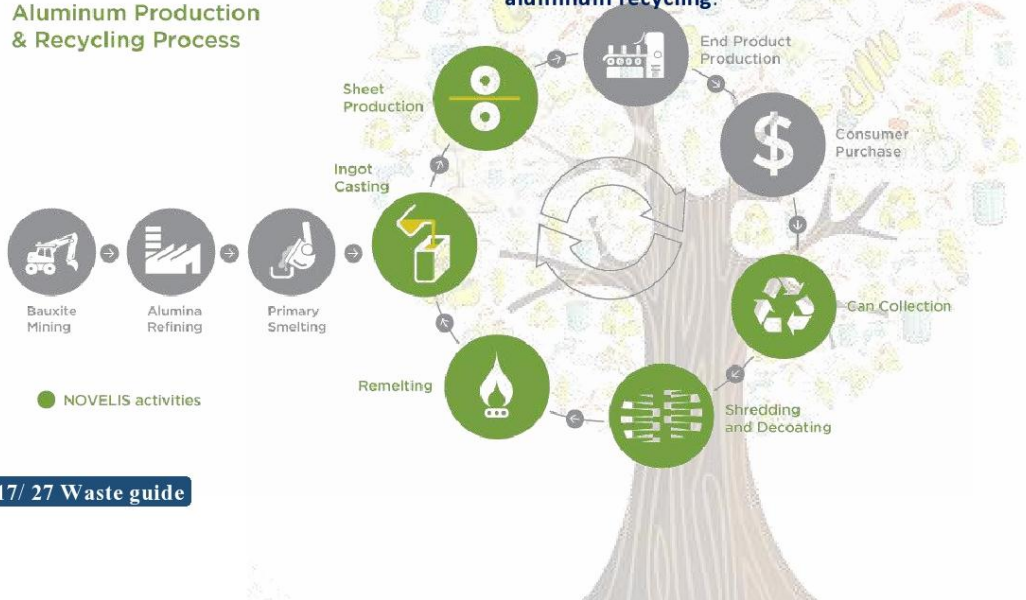 Aluminum Production
& Recycling Process
aluminum recycling.
End Product
Production
Sheet
Production
Consumer
Purchase
Ingot
Casting
Bauxite
Mining
Alumina
Refining
Primary
Smelting
Can Collection
Remelting
NOVELIS activities
Shredding
and Decoating
17/ 27 Waste guide
$